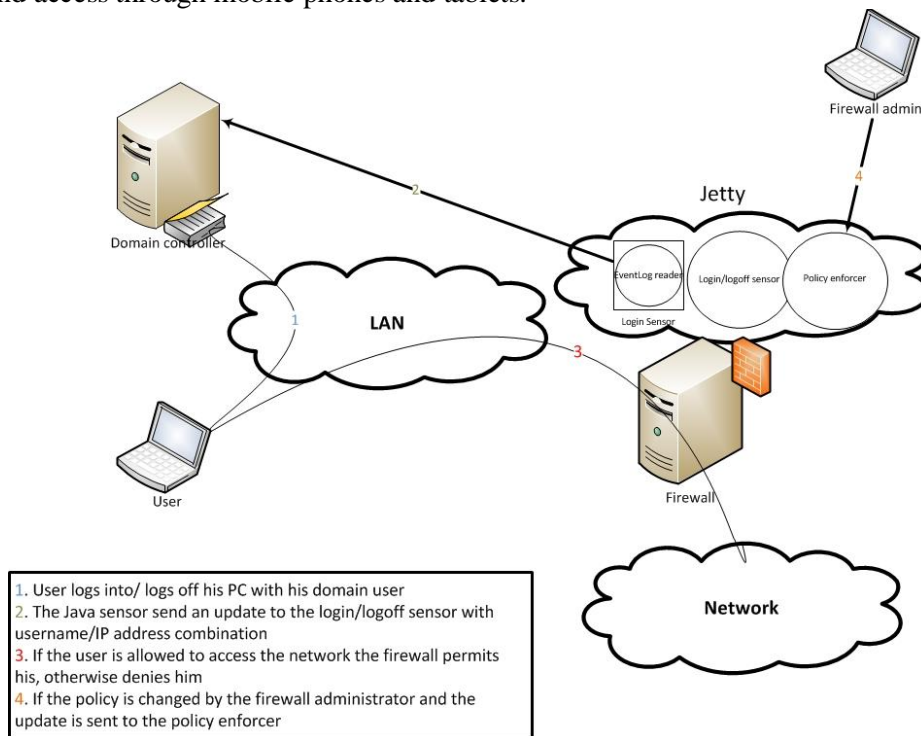 nd access through mobile phones and tablets.
Firewall admin
4
2
Jetty
Domain controller
EventLog reader
Login/logoff sensor
Policy enforcer
Login Sensor
1
LAN
3
User
Firewall
Network
1. User logs into/ logs off his PC with his domain user
2. The Java sensor send an update to the login/logoff sensor with
username/IP address combination
3. If the user is allowed to access the network the firewall permits
his, otherwise denies him
4. If the policy is changed by the firewall administrator and the
update is sent to the policy enforcer